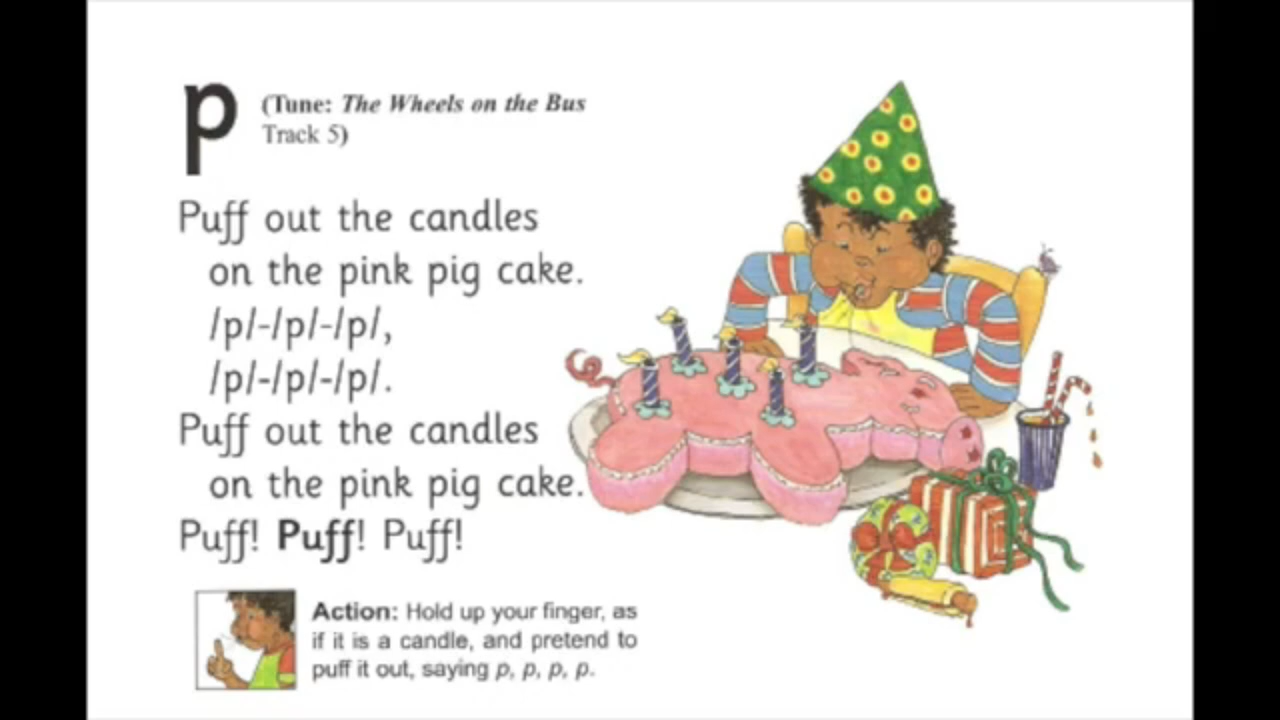 p
(Tune: The Wheels on the Bus
Track 5)
Puff out the candles
on the pink pig cake.
/p/-/p/-/p/,
/p/-/p/-/p/.
Puff out the candles
on the pink pig cake.
Puff! Puff! Puff!
Action: Hold up your finger, as
if it is a candle, and pretend to
puff it out, saying p, p, p, p.